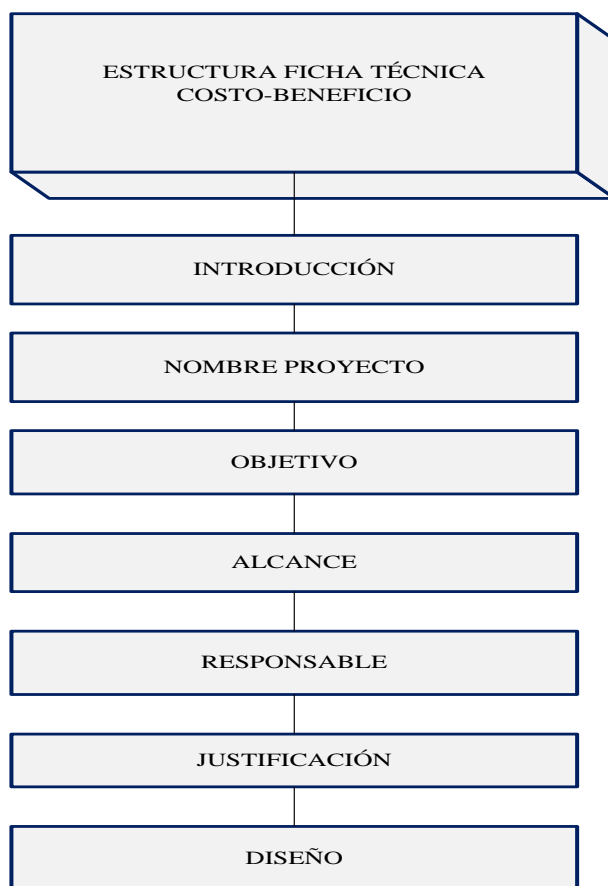 ESTRUCTURA FICHA TÉCNICA
COSTO-BENEFICIO
INTRODUCCIÓN
NOMBRE PROYECTO
OBJETIVO
ALCANCE
RESPONSABLE
JUSTIFICACIÓN
DISEÑO